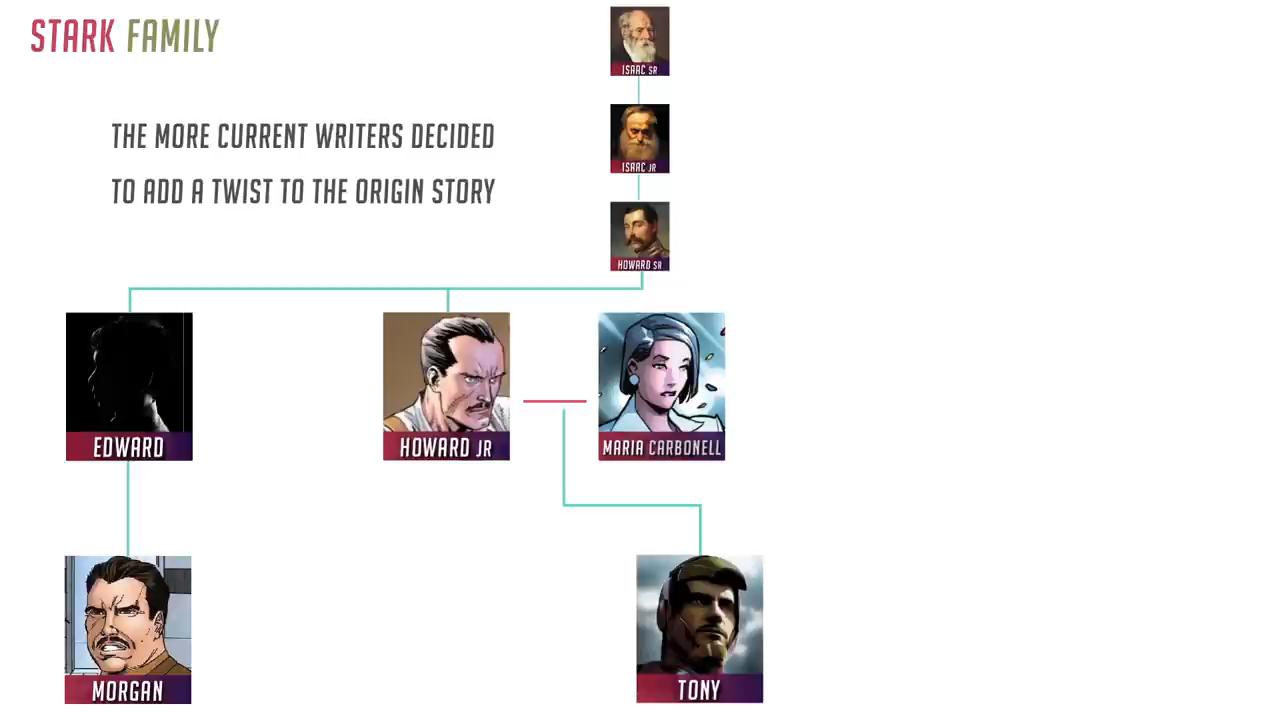 STARK FAMILY
ISAAC SR
THE MORE CURRENT WRITERS DECIDED
TO ADD A TWIST TO THE ORIGIN STORY
ISAAC JR
HOWARD SR
EDWARD
HOWARD JR
MARIA CARBONELL
MORGAN
TONY